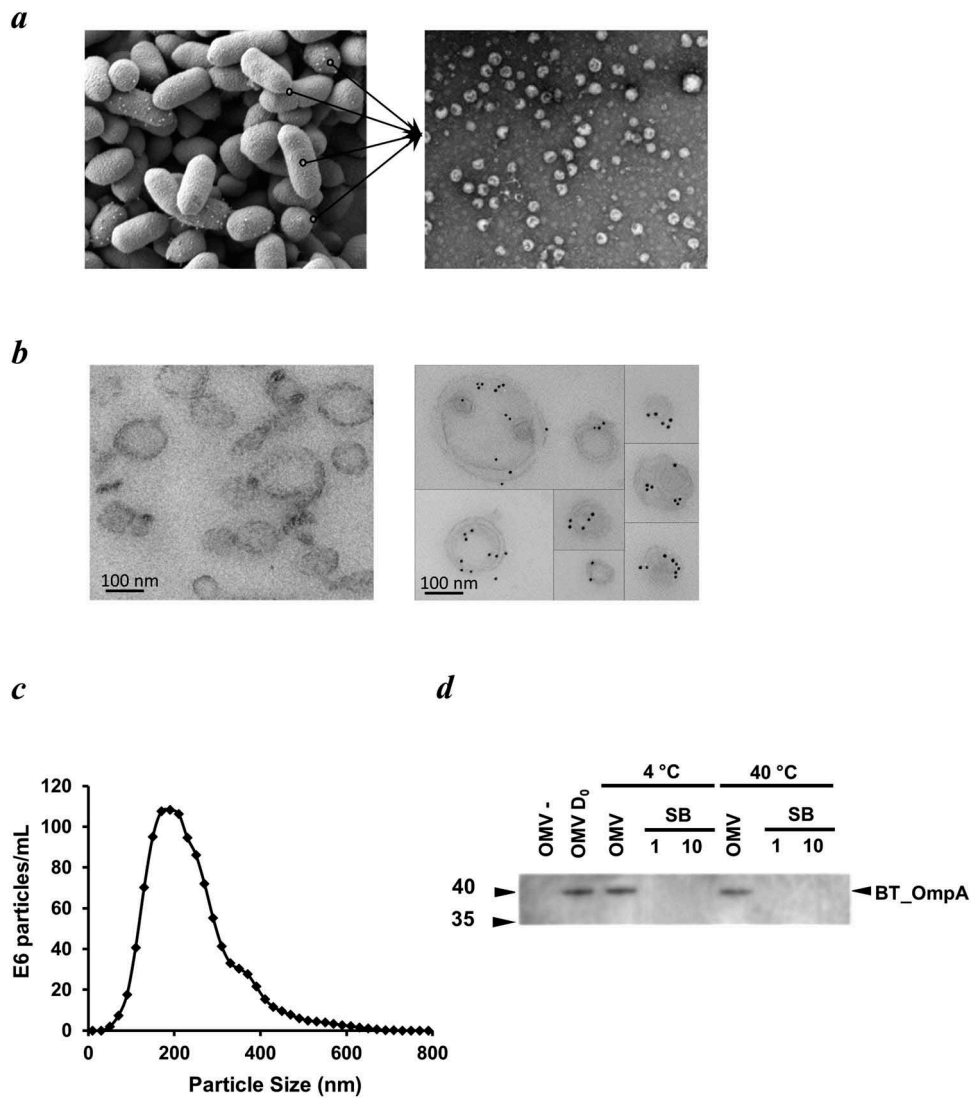 a
b
100 nm
100 nm
c
d
120
100
80
60
40
20
0
E6 particles/mL
0 200 400 600 800
Particle Size (nm)
4 °C 40 °C
OMV - OMV D0 OMV SB OMV SB
1 10 1 10
40 BT_OmpA
35